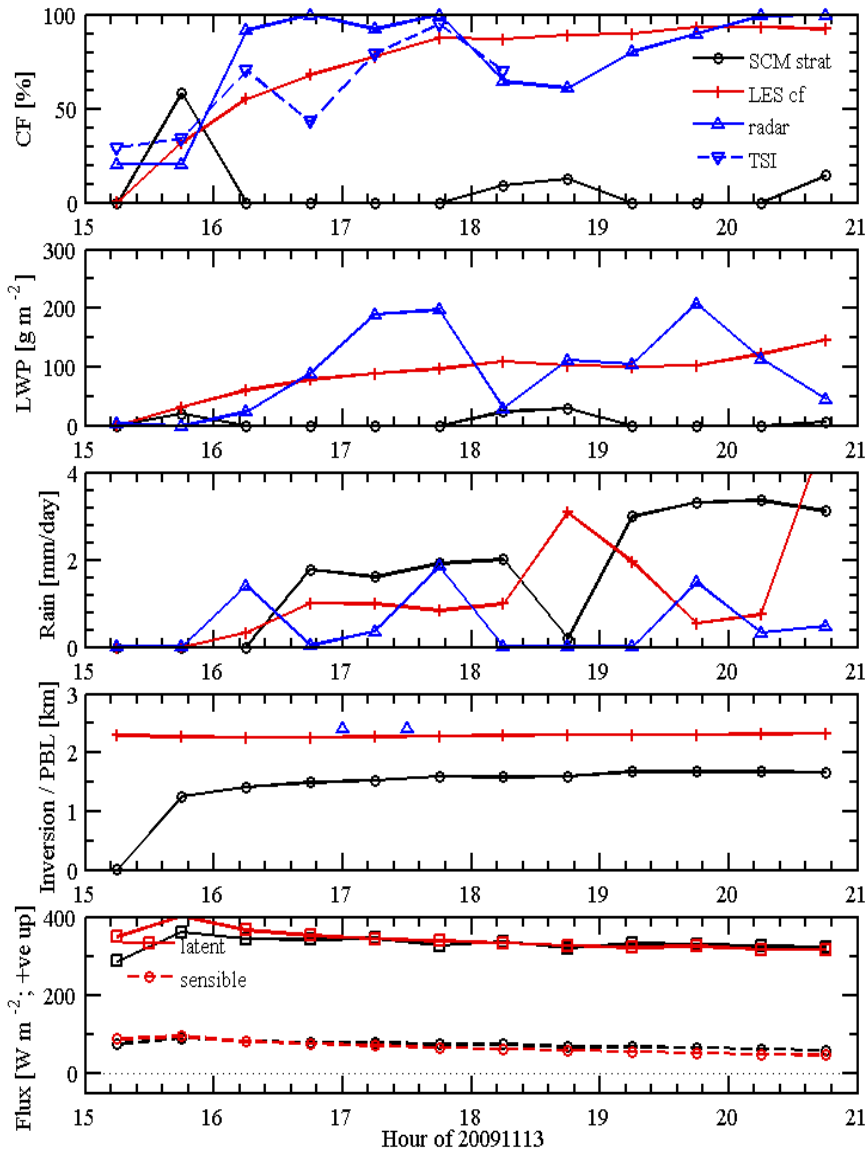 CF [%]
100
50
0
SCM strat
LES cf
radar
TSI
15 16 17 18 19 20 21
LWP [g m -2]
300
200
100
0
15 16 17 18 19 20 21
Rain [mm/day]
4
2
0
15 16 17 18 19 20 21
Inversion / PBL [km]
3
2
1
0
15 16 17 18 19 20 21
Flux [W m -2; +ve up]
400
200
0
latent
sensible
15 16 17 18 19 20 21
Hour of 20091113